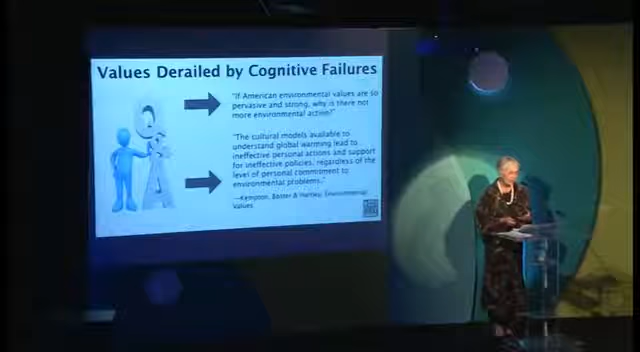 Values Derailed by Cognitive Failures
"If American environmental values are so
pervasive and strong, why is there not
more environmental action?"
Q&A
"The cultural models available to
understand global warming lead to
ineffective personal actions and support
for ineffective policies, regardless of the
level of personal commitment to
environmental problems."
—Kempton, Boster & Hartley, Environmental
Values